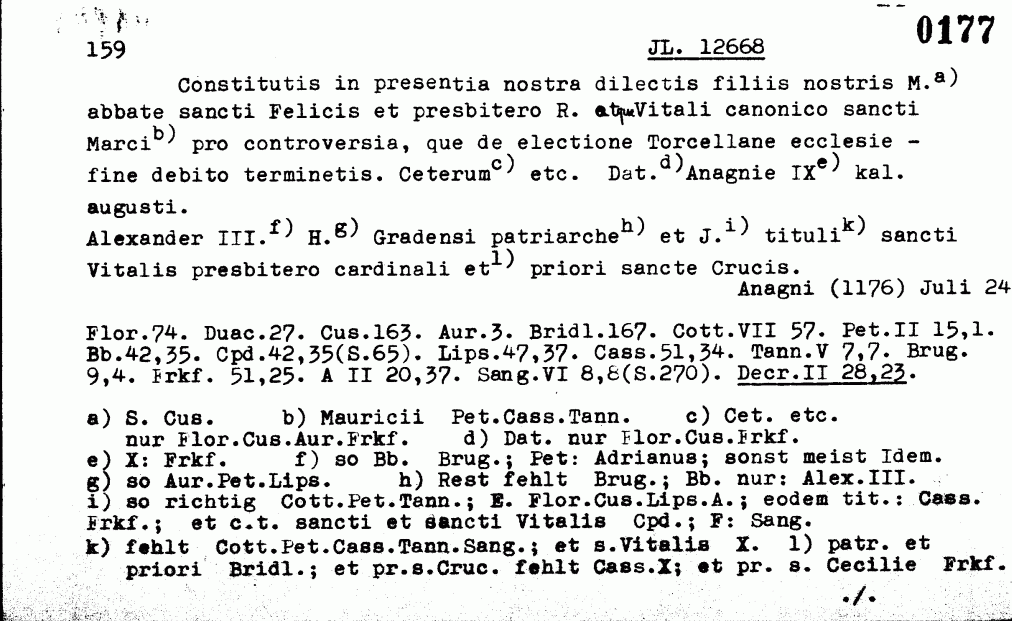 0177
159 JL. 12668
Constitutis in presentia nostra dilectis filiis nostris M.a)
abbate sancti Felicis et presbitero R. atque Vitali canonico sancti
Marcib) pro controversia, que de electione Torcellane ecclesie -
fine debito terminetis. Ceterumc) etc. Dat.d)Anagnie IXe) kal.
augusti.
Alexander III.f) H.g) Gradensi patriarcheh) et J.i) titulik) sancti
Vitalis presbitero cardinali etl) priori sancte Crucis.
Anagni (1176) Juli 24
Flor.74. Duac.27. Cus.163. Aur.3. Bridl.167. Cott.VII 57. Pet.II 15,1.
Bb.42,35. Cpd.42,35(S.65). Lips.47,37. Cass.51,34. Tann.V 7,7. Brug.
9,4. Frkf. 51,25. A II 20,37. Sang.VI 8,8(S.270). Decr.II 28,23.
a) S. Cus. b) Mauricii Pet.Cass.Tann. c) Cet. etc.
nur Flor.Cus.Aur.Frkf. d) Dat. nur Flor.Cus.Frkf.
e) X: Frkf. f) so Bb. Brug.; Pet: Adrianus; sonst meist Idem.
g) so Aur.Pet.Lips. h) Rest fehlt Brug.; Bb. nur: Alex.III.
i) so richtig Cott.Pet.Tann.; E. Flor.Cus.Lips.A.; eodem tit.: Cass.
Frkf.; et c.t. sancti et sancti Vitalis Cpd.; F: Sang.
k) fehlt Cott.Pet.Cass.Tann.Sang.; et s.Vitalis X. l) patr. et
priori Bridl.; et pr.s.Cruc. fehlt Cass.X; et pr. s. Cecilie Frkf.
./.